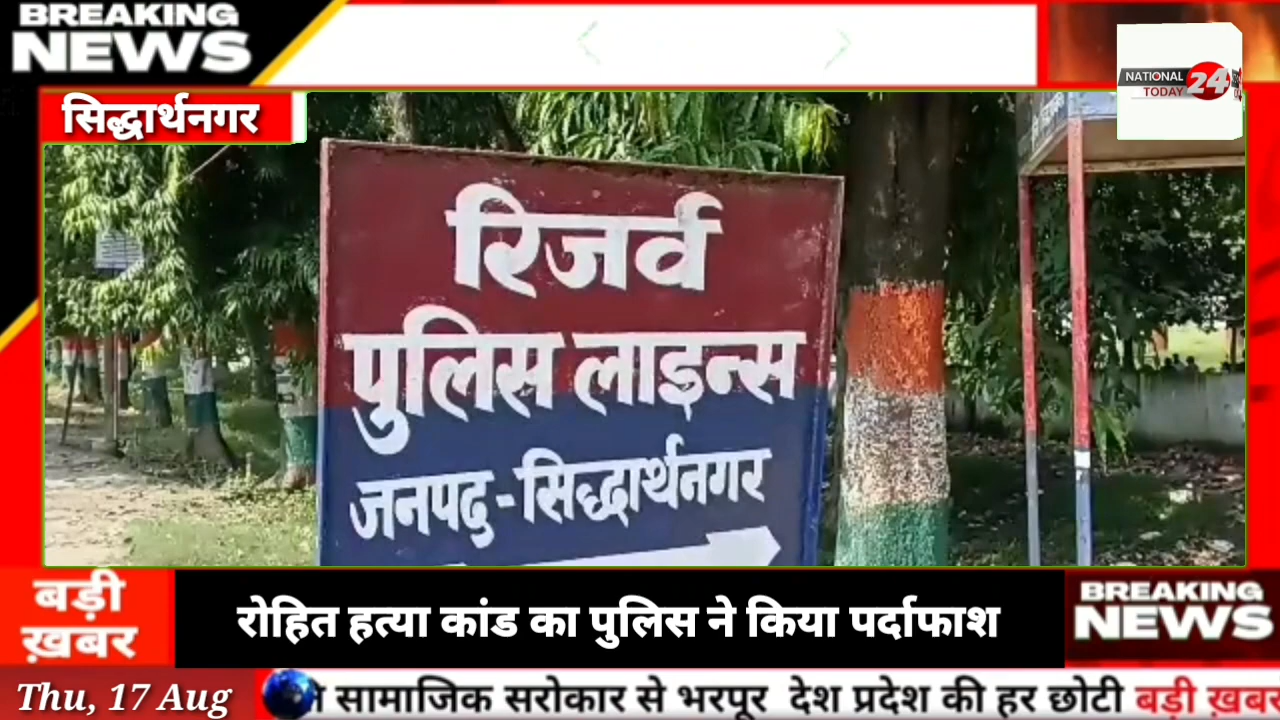 BREAKING
NEWS
NATIONAL
TODAY
24
सिद्धार्थनगर
रिजर्व
पुलिस लाइन्स
जनपद-सिद्धार्थनगर
बड़ी
ख़बर
रोहित हत्या कांड का पुलिस ने किया पर्दाफाश
BREAKING
NEWS
Thu, 17 Aug
सामाजिक सरोकार से भरपूर देश प्रदेश की हर छोटी बड़ी ख़बर